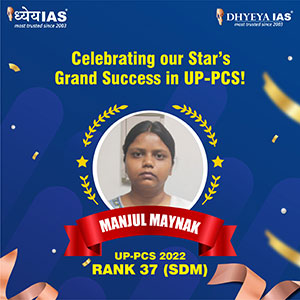 ध्येय IAS®
most trusted since 2003
DHYEYA IAS®
most trusted since 2003
Celebrating our Star's
Grand Success in UP-PCS!
MANJUL MAYNAK
UP-PCS 2022
RANK 37 (SDM)